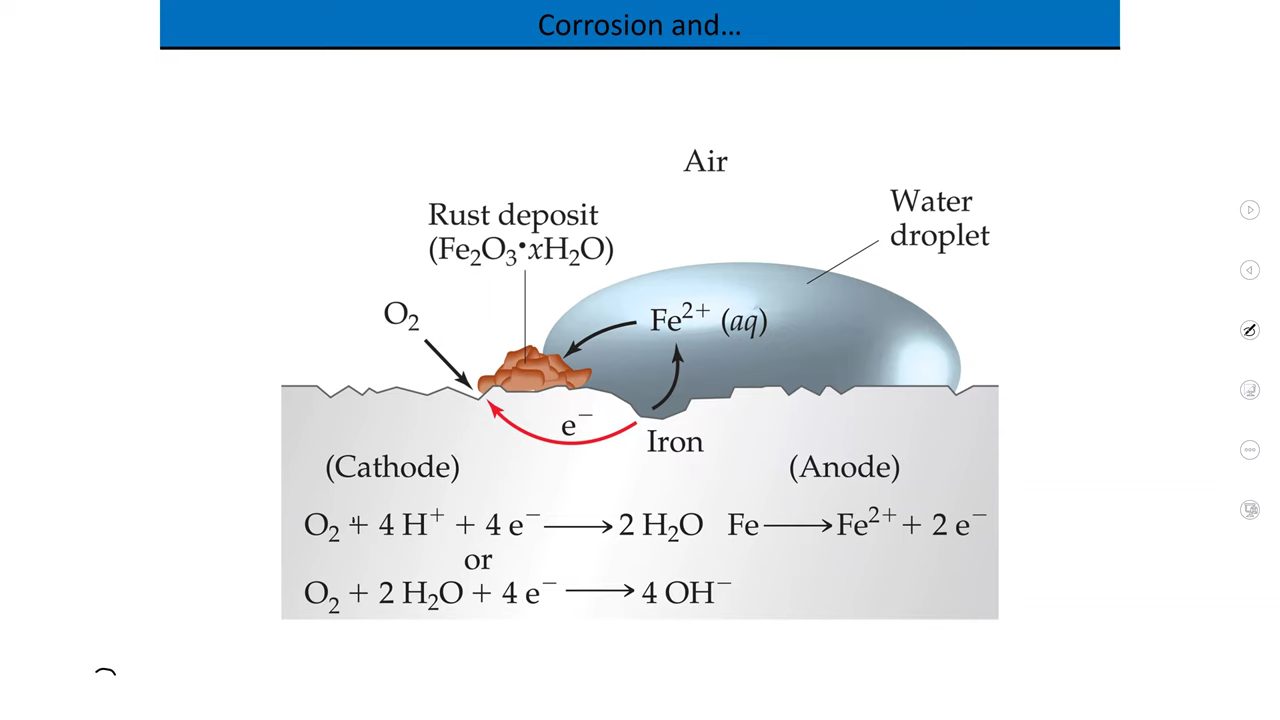 Corrosion and…
Air
Water
droplet
Rust deposit
(Fe₂O₃•xH₂O)
O₂
Fe²⁺ (aq)
e⁻
Iron
(Cathode)
(Anode)
O₂ + 4 H⁺ + 4 e⁻ ⟶ 2 H₂O
Fe ⟶ Fe²⁺ + 2 e⁻
or
O₂ + 2 H₂O + 4 e⁻ ⟶ 4 OH⁻